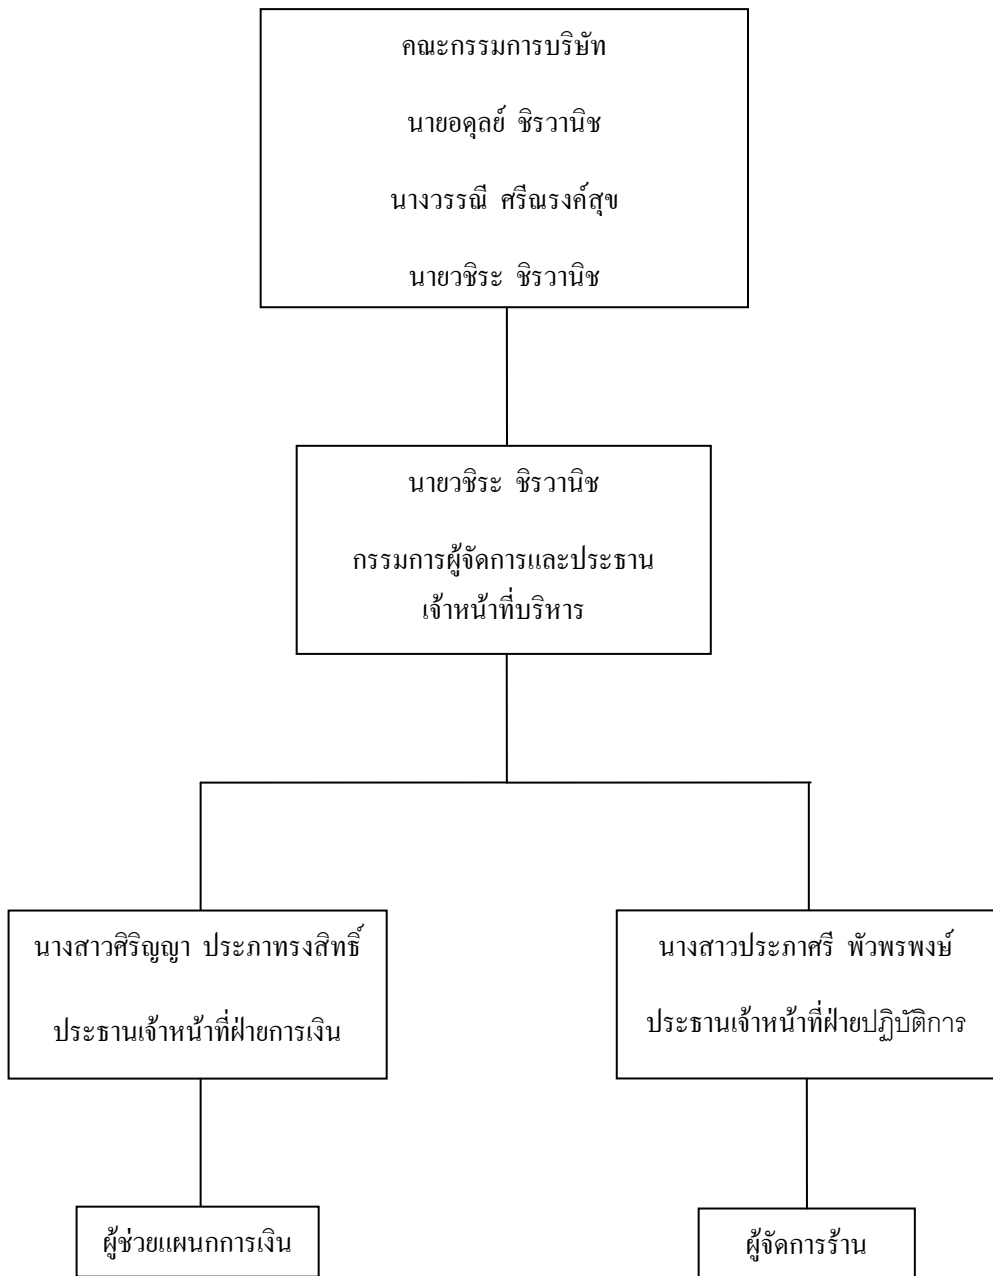 คณะกรรมการบริษัท
นายอดุลย์ ชิรวานิช
นางวรรณี ศรีณรงค์สุข
นายวชิระ ชิรวานิช
นายวชิระ ชิรวานิช
กรรมการผู้จัดการและประธาน
เจ้าหน้าที่บริหาร
นางสาวศิริญญา ประภาทรงสิทธิ์
ประธานเจ้าหน้าที่ฝ่ายการเงิน
นางสาวประภาศรี พัวพรพงษ์
ประธานเจ้าหน้าที่ฝ่ายปฏิบัติการ
ผู้ช่วยแผนกการเงิน
ผู้จัดการร้าน